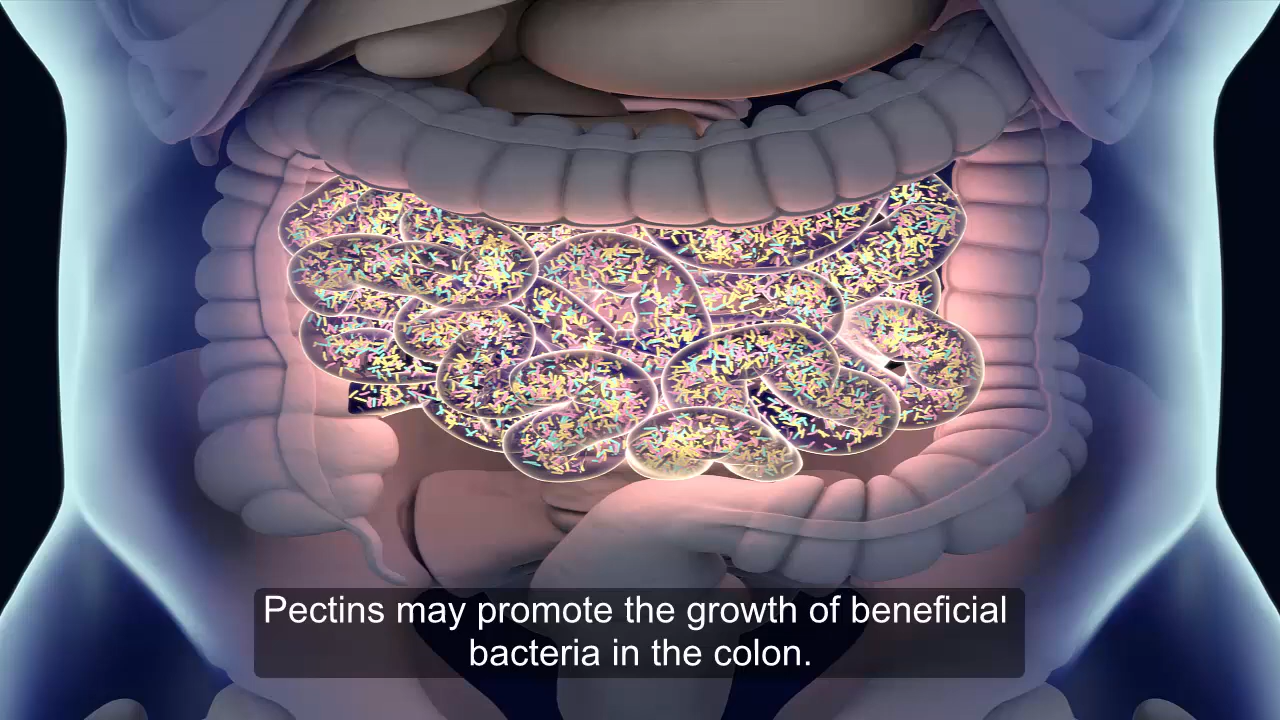 Pectins may promote the growth of beneficial
bacteria in the colon.